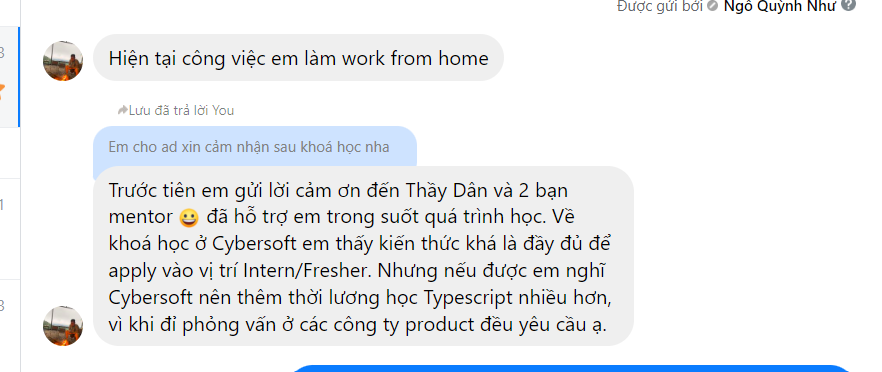 Được gửi bởi Ngô Quỳnh Như
Hiện tại công việc em làm work from home
Lưu đã trả lời You
Em cho ad xin cảm nhận sau khoá học nha
Trước tiên em gửi lời cảm ơn đến Thầy Dân và 2 bạn
mentor 😀 đã hỗ trợ em trong suốt quá trình học. Về
khoá học ở Cybersoft em thấy kiến thức khá là đầy đủ để
apply vào vị trí Intern/Fresher. Nhưng nếu được em nghĩ
Cybersoft nên thêm thời lương học Typescript nhiều hơn,
vì khi đi phỏng vấn ở các công ty product đều yêu cầu ạ.